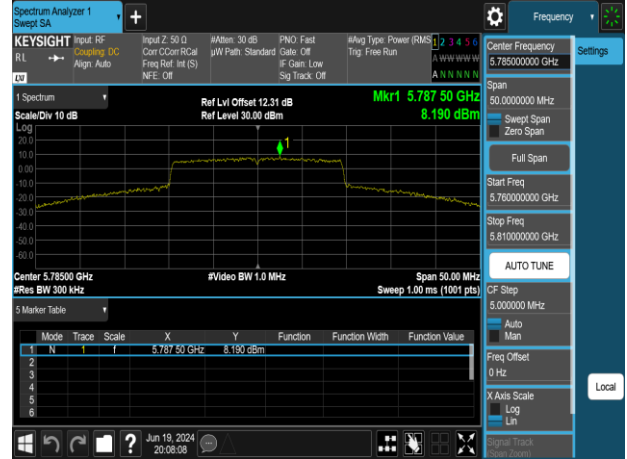 Spectrum Analyzer 1
Swept SA
Frequency
KEYSIGHT
Input: RF
Coupling: DC
Align: Auto
Input Z: 50 Ω
Corr CCorr RCal
Freq Ref: Int (S)
NFE: Off
#Atten: 30 dB
µW Path: Standard
PNO: Fast
Gate: Off
IF Gain: Low
Sig Track: Off
#Avg Type: Power (RMS
Trig: Free Run
1 2 3 4 5 6
A W W W W W
A N N N N N
RL
LXI
Center Frequency
5.785000000 GHz
Settings
Span
50.0000000 MHz
Swept Span
Zero Span
Full Span
Start Freq
5.760000000 GHz
Stop Freq
5.810000000 GHz
AUTO TUNE
CF Step
5.000000 MHz
Auto
Man
Freq Offset
0 Hz
X Axis Scale
Log
Lin
Signal Track
(Span Zoom)
Local
1 Spectrum
Scale/Div 10 dB
Ref Lvl Offset 12.31 dB
Ref Level 30.00 dBm
Mkr1 5.787 50 GHz
8.190 dBm
Log
20.0
10.0
0.00
-10.0
-20.0
-30.0
-40.0
-50.0
-60.0
1
Center 5.78500 GHz
#Res BW 300 kHz
#Video BW 1.0 MHz
Span 50.00 MHz
Sweep 1.00 ms (1001 pts)
5 Marker Table
Mode Trace Scale X Y Function Function Width Function Value
1 N 1 f 5.787 50 GHz 8.190 dBm
2
3
4
5
6
?
Jun 19, 2024
20:08:08